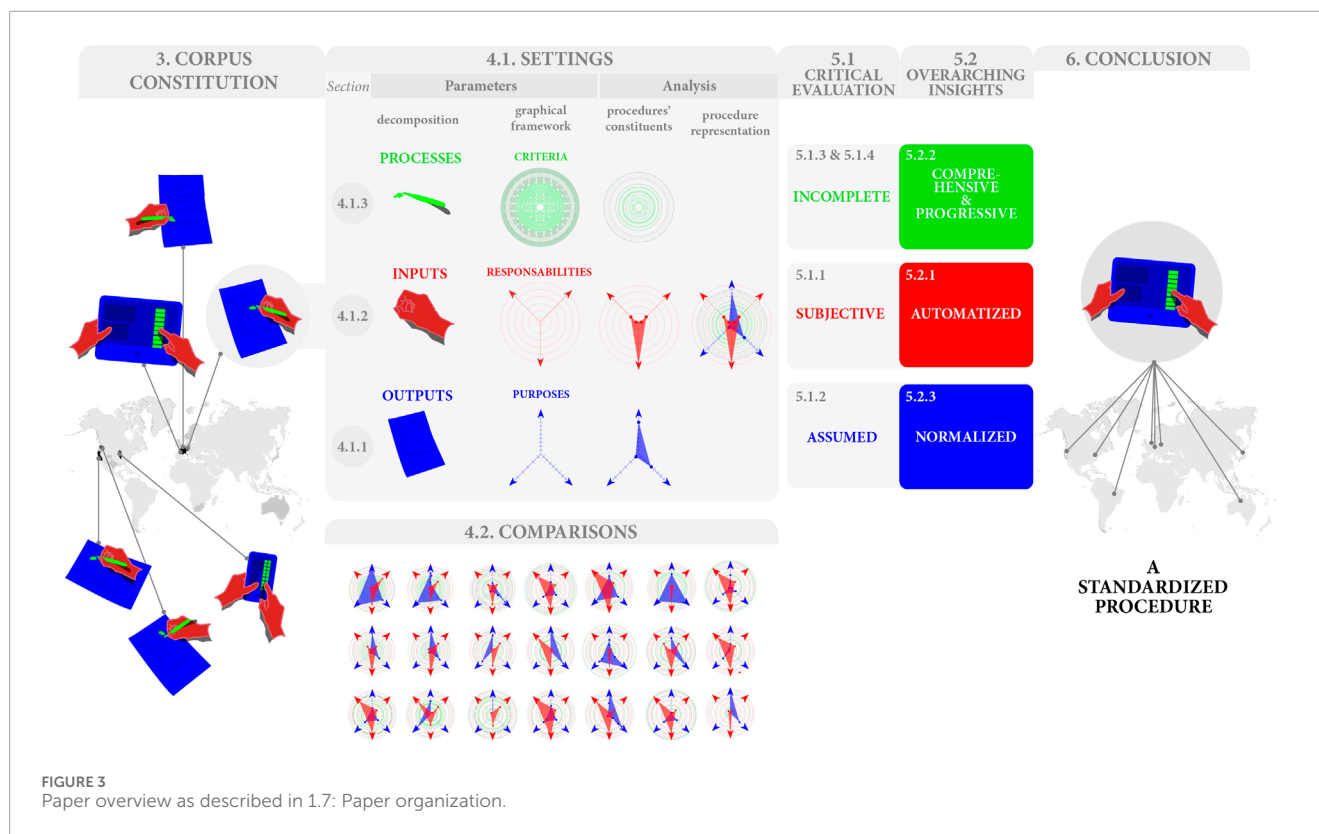 3. CORPUS
CONSTITUTION
4.1. SETTINGS
Section
Parameters
Analysis
decomposition
graphical
framework
procedures'
constituents
procedure
representation
PROCESSES
CRITERIA
4.1.3
INPUTS
RESPONSABILITIES
4.1.2
OUTPUTS
PURPOSES
4.1.1
4.2. COMPARISONS
5.1
CRITICAL
EVALUATION
5.1.3 & 5.1.4
INCOMPLETE
5.1.1
SUBJECTIVE
5.1.2
ASSUMED
5.2
OVERARCHING
INSIGHTS
5.2.2
COMPRE-
HENSIVE
&
PROGRESSIVE
5.2.1
AUTOMATIZED
5.2.3
NORMALIZED
6. CONCLUSION
A
STANDARDIZED
PROCEDURE
FIGURE 3
Paper overview as described in 1.7: Paper organization.